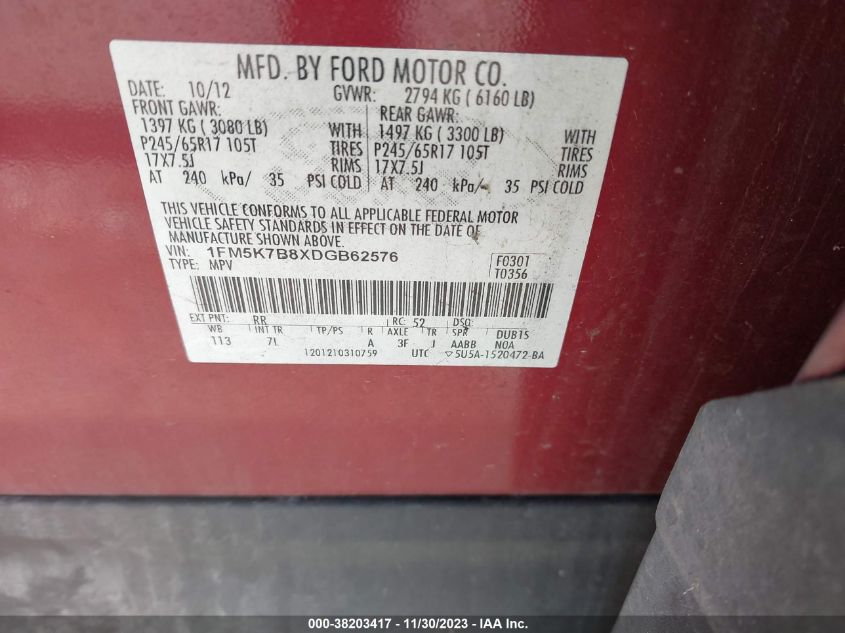 MFD. BY FORD MOTOR CO.
DATE: 10/12 GVWR: 2794 KG ( 6160 LB)
FRONT GAWR: REAR GAWR:
1397 KG ( 3080 LB) WITH 1497 KG ( 3300 LB) WITH
P245/65R17 105T TIRES P245/65R17 105T TIRES
17X7.5J RIMS 17X7.5J RIMS
AT 240 kPa/ 35 PSI COLD AT 240 kPa/ 35 PSI COLD
THIS VEHICLE CONFORMS TO ALL APPLICABLE FEDERAL MOTOR
VEHICLE SAFETY STANDARDS IN EFFECT ON THE DATE OF
MANUFACTURE SHOWN ABOVE.
VIN: 1FM5K7B8XDGB62576 F0301
TYPE: MPV T0356
EXT PNT: RR RC: 52 DSO:
WB INT TR TP/PS R AXLE TR SPR DUB15
113 7L A 3F J AABB N0A
1201210310759 UTC ▽5U5A-1520472-BA
000-38203417 - 11/30/2023 - IAA Inc.